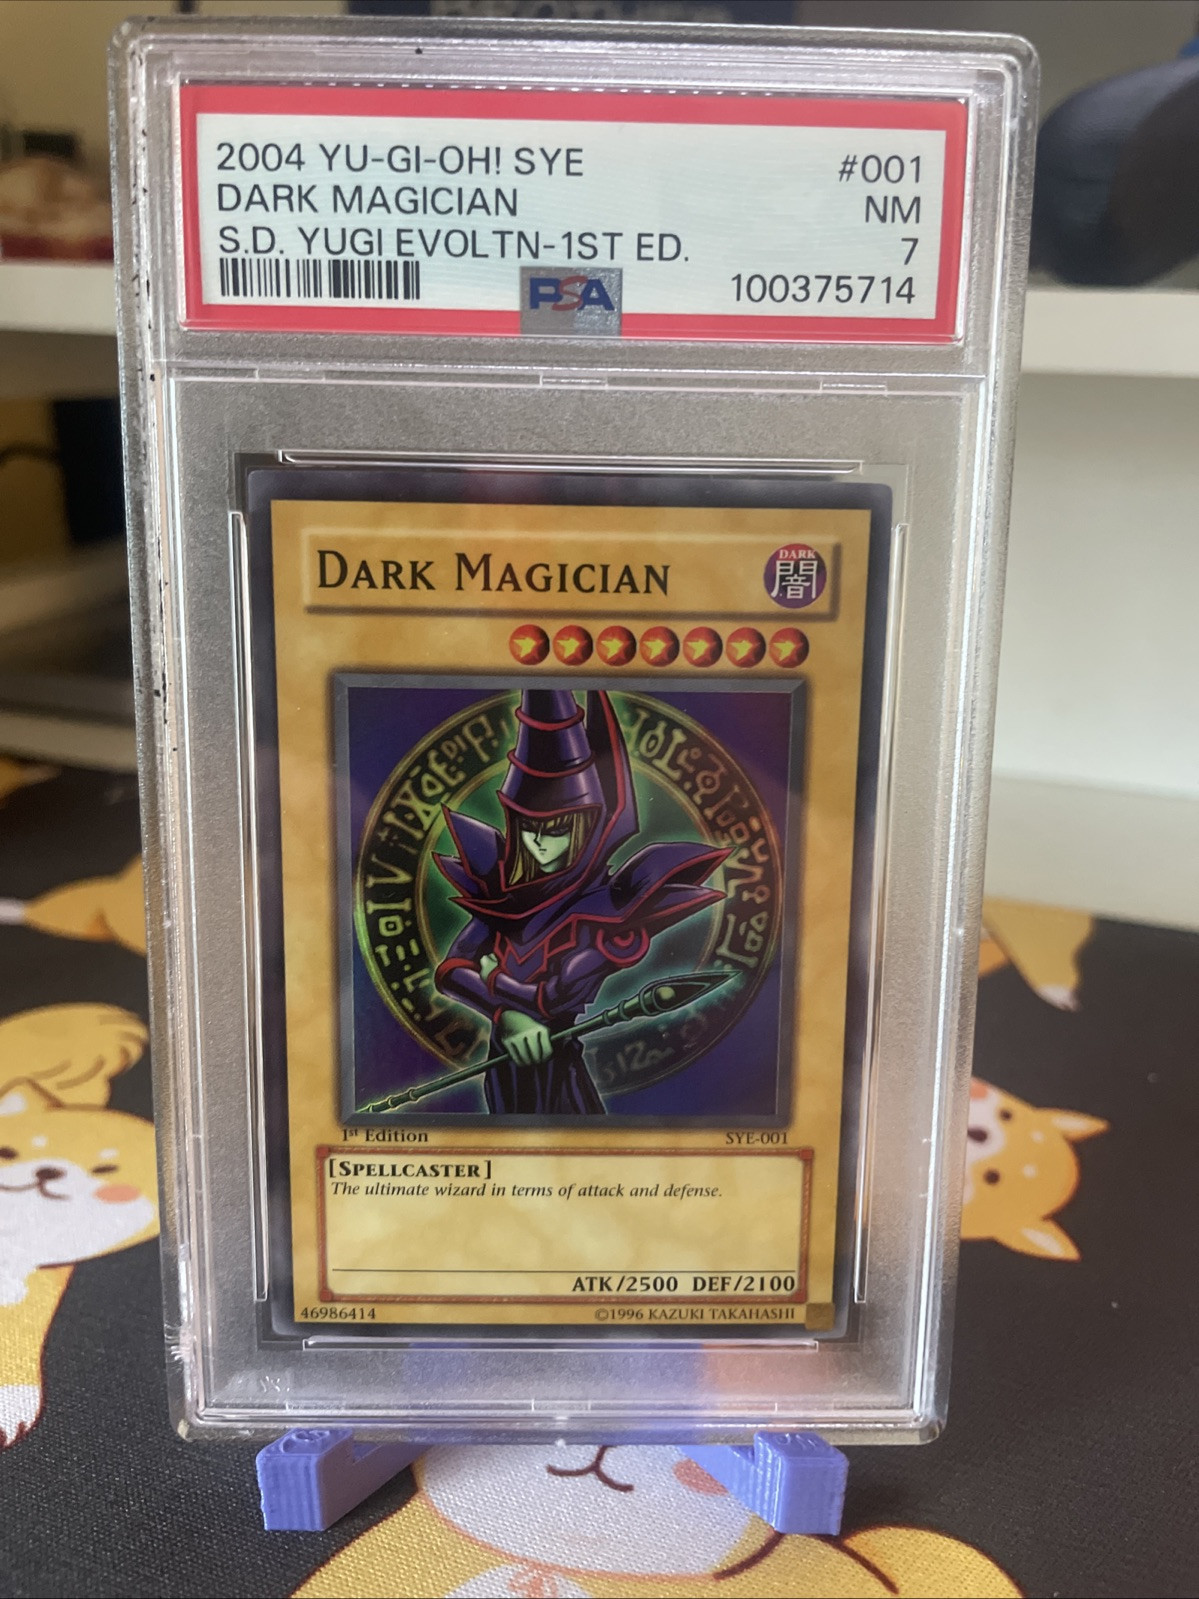 2004 YU-GI-OH! SYE #001
DARK MAGICIAN NM
S.D. YUGI EVOLTN-1ST ED. 7
PSA 100375714
DARK MAGICIAN
DARK
闇
1st Edition SYE-001
[SPELLCASTER]
The ultimate wizard in terms of attack and defense.
ATK/2500 DEF/2100
46986414 ©1996 KAZUKI TAKAHASHI